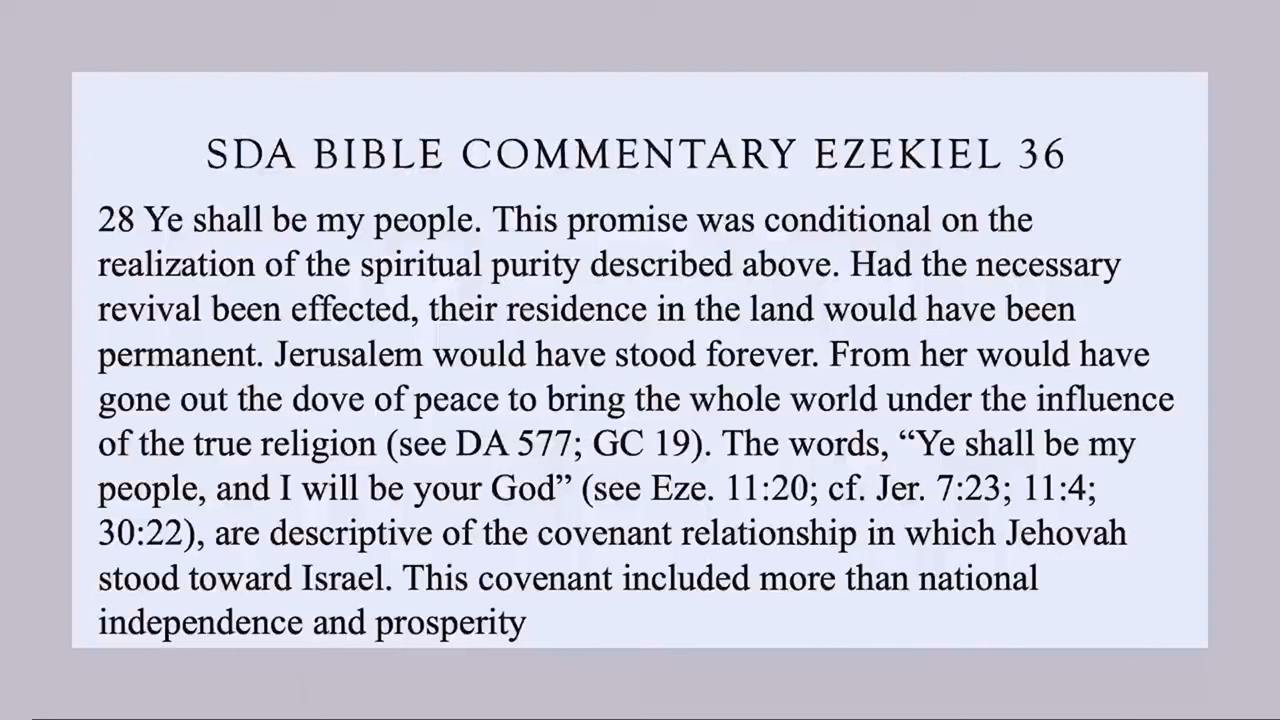 SDA BIBLE COMMENTARY EZEKIEL 36
28 Ye shall be my people. This promise was conditional on the
realization of the spiritual purity described above. Had the necessary
revival been effected, their residence in the land would have been
permanent. Jerusalem would have stood forever. From her would have
gone out the dove of peace to bring the whole world under the influence
of the true religion (see DA 577; GC 19). The words, “Ye shall be my
people, and I will be your God” (see Eze. 11:20; cf. Jer. 7:23; 11:4;
30:22), are descriptive of the covenant relationship in which Jehovah
stood toward Israel. This covenant included more than national
independence and prosperity